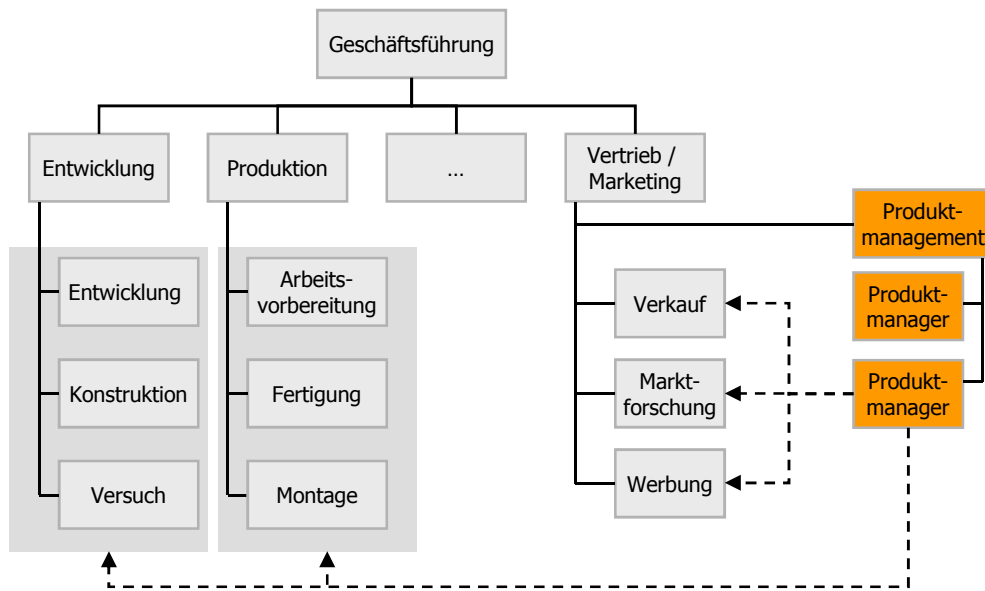 Geschäftsführung
Entwicklung
Produktion
…
Vertrieb /
Marketing
Produkt-
management
Entwicklung
Arbeits-
vorbereitung
Verkauf
Produkt-
manager
Konstruktion
Fertigung
Markt-
forschung
Produkt-
manager
Versuch
Montage
Werbung